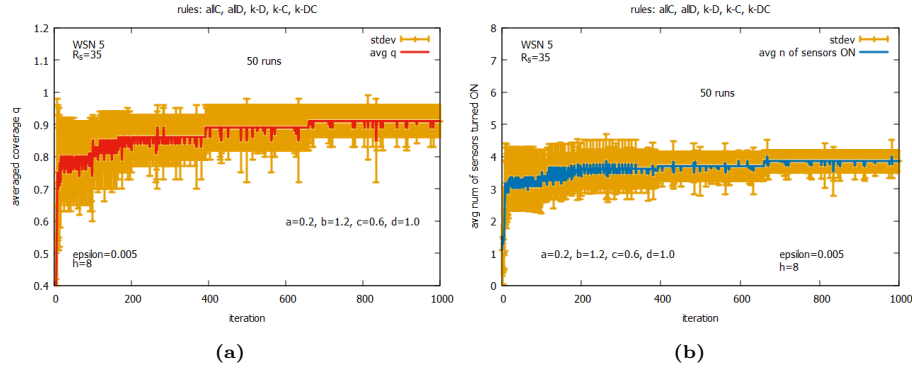 rules: allC, allD, k-D, k-C, k-DC
1.2
1.1
1
0.9
0.8
0.7
0.6
0.5
0.4
averaged coverage q
WSN 5
Rs=35
stdev
avg q
50 runs
a=0.2, b=1.2, c=0.6, d=1.0
epsilon=0.005
h=8
0 200 400 600 800 1000
iteration
(a)
rules: allC, allD, k-D, k-C, k-DC
8
7
6
5
4
3
2
1
0
avg num of sensors turned ON
WSN 5
Rs=35
stdev
avg n of sensors ON
50 runs
a=0.2, b=1.2, c=0.6, d=1.0
epsilon=0.005
h=8
0 200 400 600 800 1000
iteration
(b)